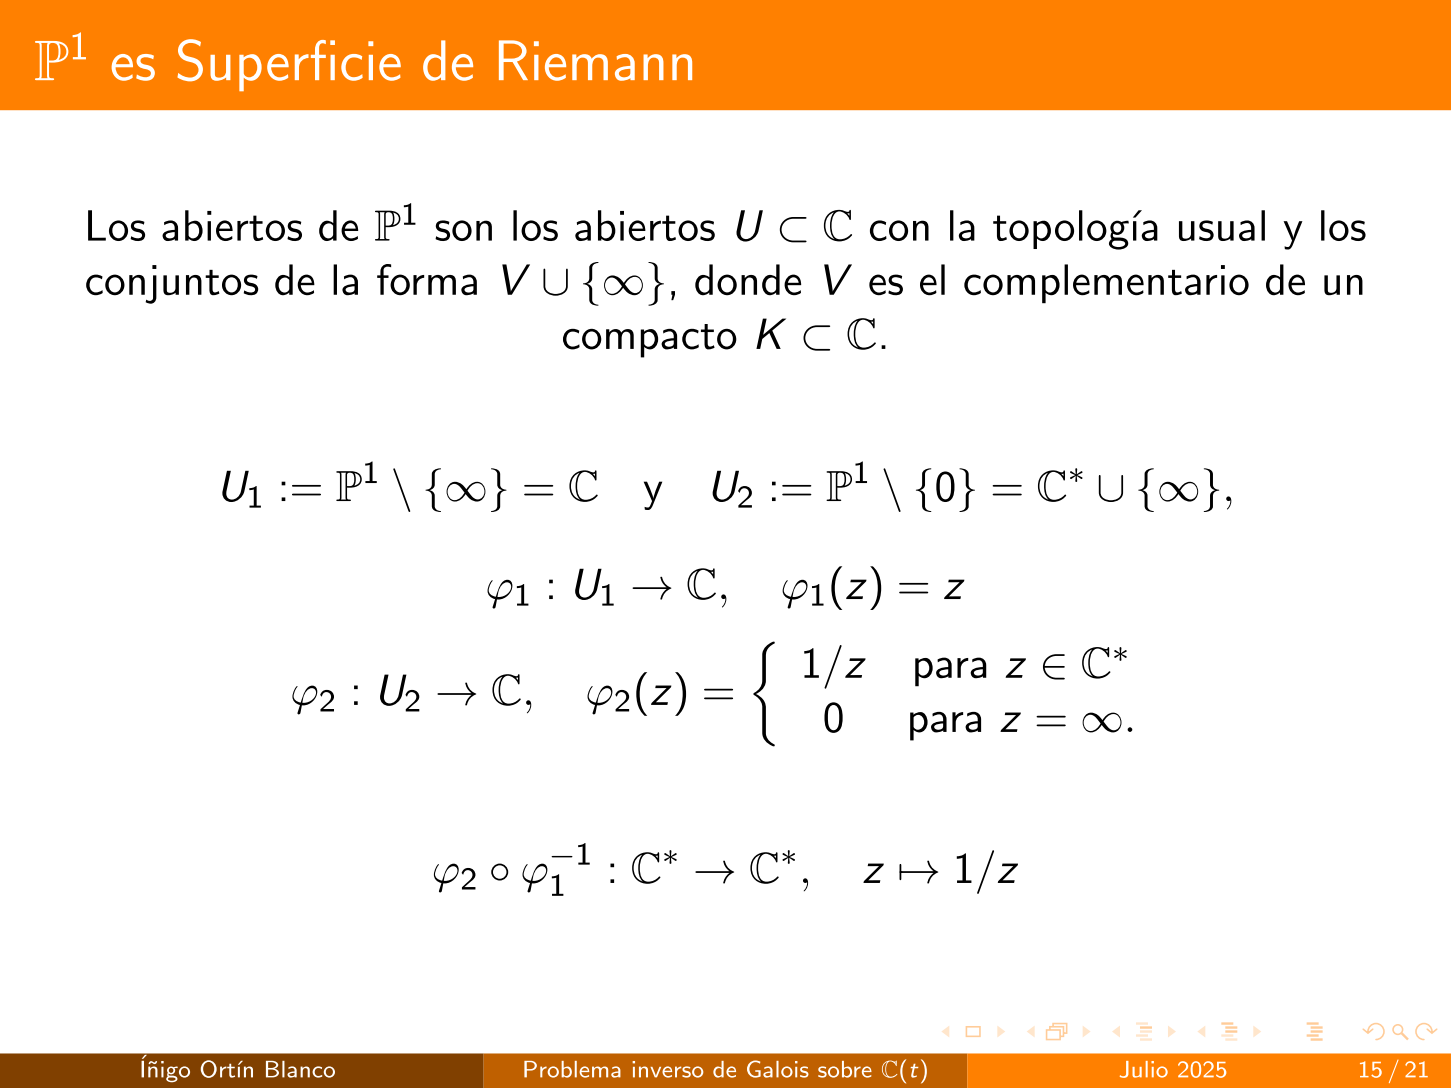 ℙ¹ es Superficie de Riemann
Los abiertos de ℙ¹ son los abiertos U ⊂ ℂ con la topología usual y los
conjuntos de la forma V ∪ {∞}, donde V es el complementario de un
compacto K ⊂ ℂ.
U₁ := ℙ¹ \ {∞} = ℂ y U₂ := ℙ¹ \ {0} = ℂ* ∪ {∞},
φ₁ : U₁ → ℂ, φ₁(z) = z
φ₂ : U₂ → ℂ, φ₂(z) = { 1/z para z ∈ ℂ*
0 para z = ∞.
φ₂ ∘ φ₁⁻¹ : ℂ* → ℂ*, z ↦ 1/z
Íñigo Ortín Blanco Problema inverso de Galois sobre ℂ(t) Julio 2025 15 / 21